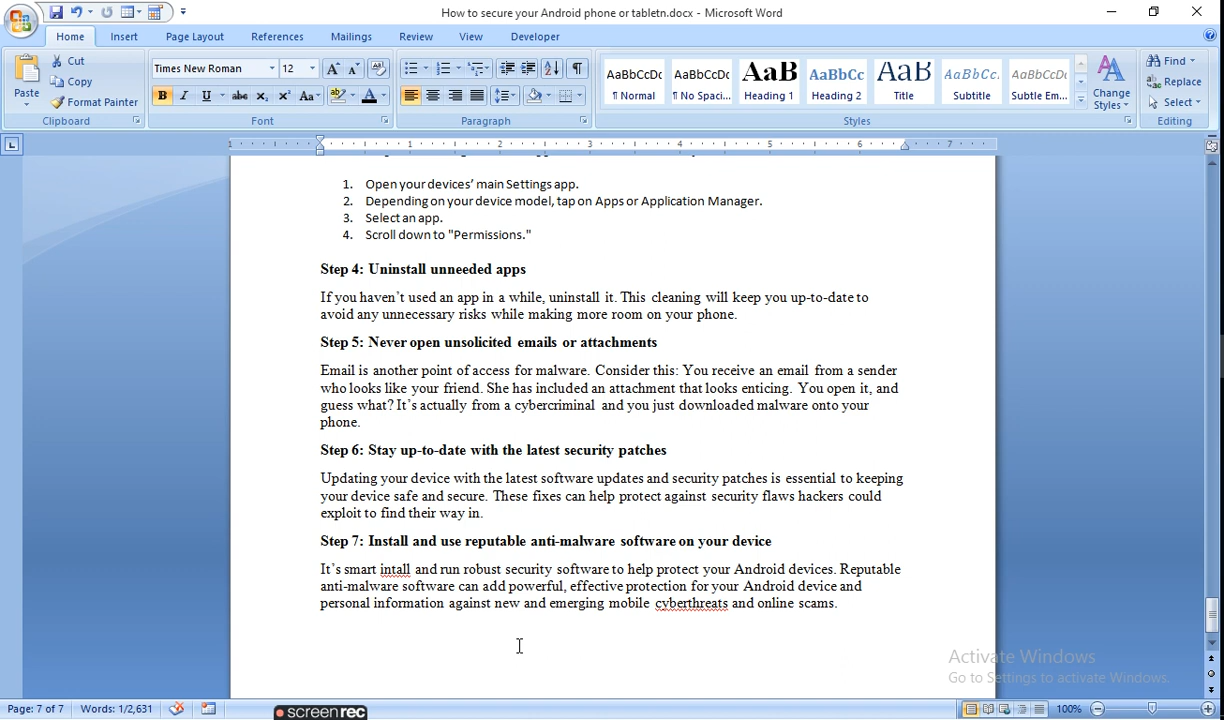 How to secure your Android phone or tabletn.docx - Microsoft Word
Home Insert Page Layout References Mailings Review View Developer
Paste
Cut
Copy
Format Painter
Clipboard
Times New Roman 12
Font
Paragraph
AaBbCcDc AaBbCcDc AaB AaBbCc AaB AaBbCc. AaBbCcDc
¶ Normal ¶ No Spaci... Heading 1 Heading 2 Title Subtitle Subtle Em...
Change Styles
Styles
Find
Replace
Select
Editing
1. Open your devices’ main Settings app.
2. Depending on your device model, tap on Apps or Application Manager.
3. Select an app.
4. Scroll down to "Permissions."
Step 4: Uninstall unneeded apps
If you haven’t used an app in a while, uninstall it. This cleaning will keep you up-to-date to
avoid any unnecessary risks while making more room on your phone.
Step 5: Never open unsolicited emails or attachments
Email is another point of access for malware. Consider this: You receive an email from a sender
who looks like your friend. She has included an attachment that looks enticing. You open it, and
guess what? It’s actually from a cybercriminal and you just downloaded malware onto your
phone.
Step 6: Stay up-to-date with the latest security patches
Updating your device with the latest software updates and security patches is essential to keeping
your device safe and secure. These fixes can help protect against security flaws hackers could
exploit to find their way in.
Step 7: Install and use reputable anti-malware software on your device
It’s smart intall and run robust security software to help protect your Android devices. Reputable
anti-malware software can add powerful, effective protection for your Android device and
personal information against new and emerging mobile cyberthreats and online scams.
Activate Windows
Go to Settings to activate Windows.
Page: 7 of 7 Words: 1/2,631 100%
screenrec